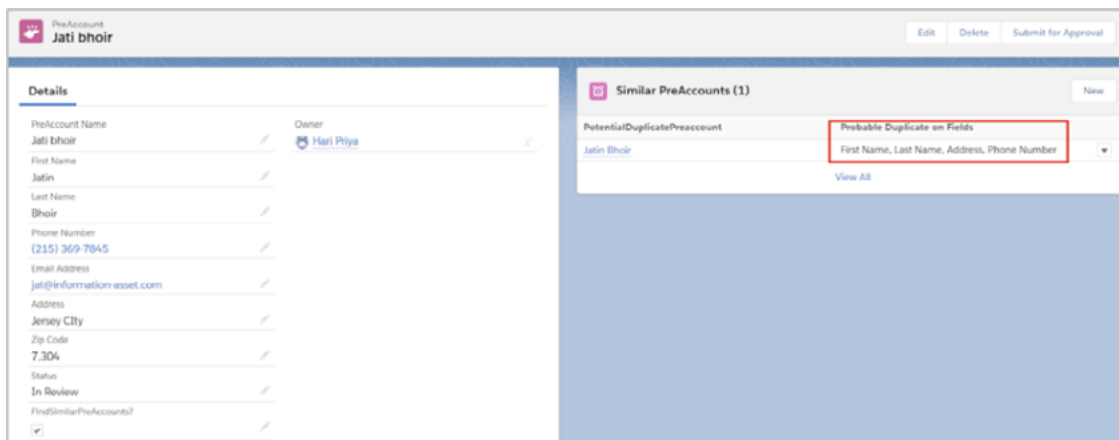 PreAccount
Jati bhoir
Edit Delete Submit for Approval
Details
PreAccount Name
Jati bhoir
First Name
Jatin
Last Name
Bhoir
Phone Number
(215) 369-7845
Email Address
jat@information-asset.com
Address
Jersey CIty
Zip Code
7,304
Status
In Review
FindSimilarPreAccounts?
Owner
Hari Priya
Similar PreAccounts (1)
New
PotentialDuplicatePreaccount Probable Duplicate on Fields
Jatin Bhoir First Name, Last Name, Address, Phone Number
View All